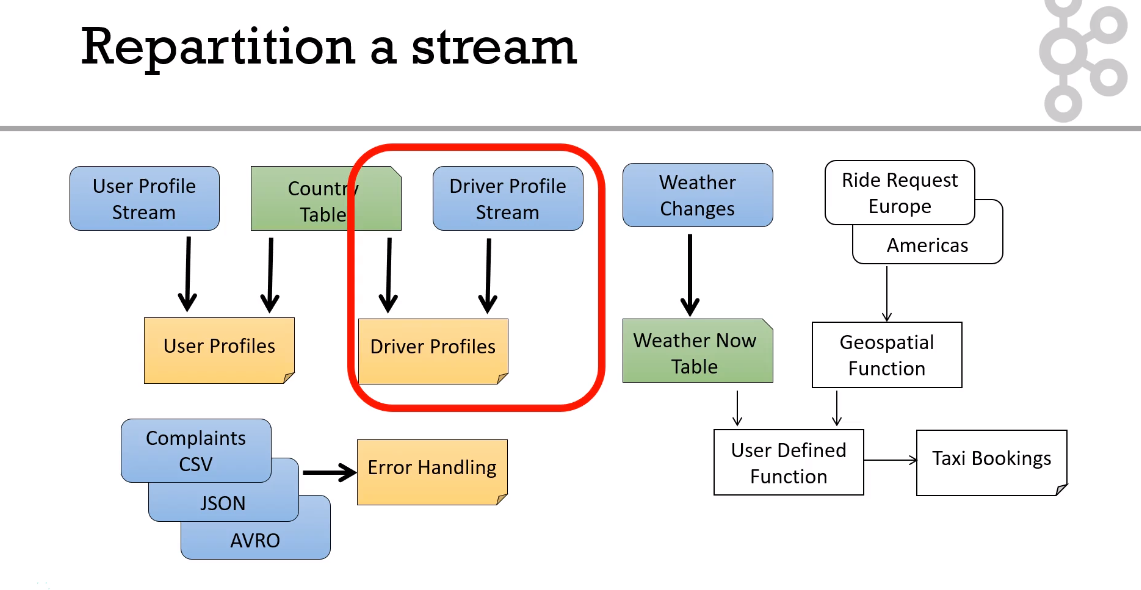 Repartition a stream
User Profile
Stream
Country
Table
Driver Profile
Stream
Weather
Changes
Ride Request
Europe
Americas
User Profiles
Driver Profiles
Weather Now
Table
Geospatial
Function
Complaints
CSV
JSON
AVRO
Error Handling
User Defined
Function
Taxi Bookings